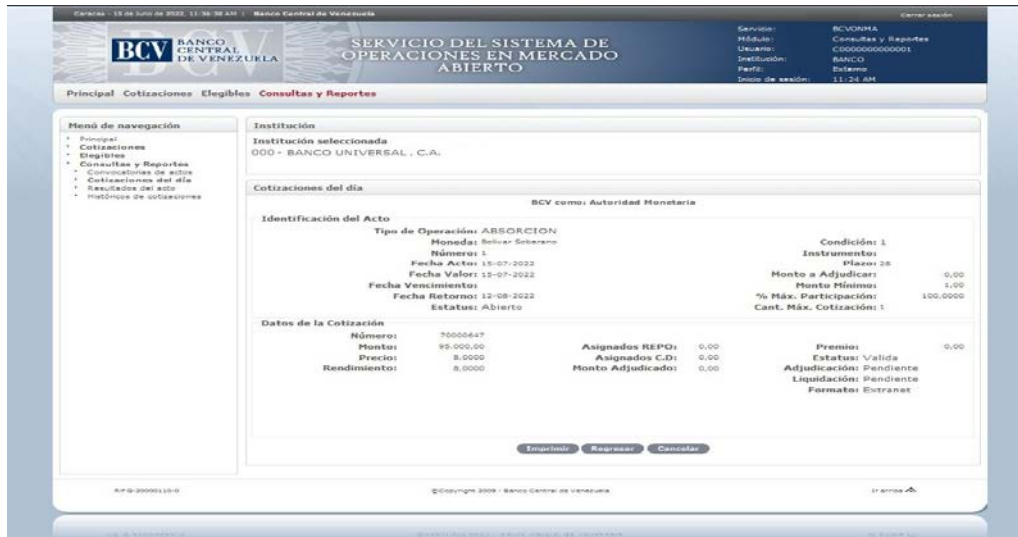 Caracas - 15 de Junio de 2022, 11:36:38 AM | Banco Central de Venezuela
Cerrar sesión
BCV BANCO CENTRAL DE VENEZUELA
SERVICIO DEL SISTEMA DE
OPERACIONES EN MERCADO
ABIERTO
Servicio: BCVONMA
Módulo: Consultas y Reportes
Usuario: C0000000000001
Institución: BANCO
Perfil: Externo
Inicio de sesión: 11:24 AM
Principal Cotizaciones Elegibles Consultas y Reportes
Menú de navegación
Principal
Cotizaciones
Elegibles
Consultas y Reportes
Convocatorias de actos
Cotizaciones del día
Resultados del acto
Históricos de cotizaciones
Institución
Institución seleccionada
000 - BANCO UNIVERSAL , C.A.
Cotizaciones del día
BCV como: Autoridad Monetaria
Identificación del Acto
Tipo de Operación: ABSORCION
Moneda: Bolivar Soberano Condición: 1
Número: 1 Instrumento:
Fecha Acto: 15-07-2022 Plazo: 28
Fecha Valor: 15-07-2022 Monto a Adjudicar: 0,00
Fecha Vencimiento: Monto Mínimo: 1,00
Fecha Retorno: 12-08-2022 % Máx. Participación: 100,0000
Estatus: Abierto Cant. Máx. Cotización: 1
Datos de la Cotización
Número: 70000647
Monto: 95.000,00 Asignados REPO: 0,00 Premio: 0,00
Precio: 8,0000 Asignados C.D: 0,00 Estatus: Valida
Rendimiento: 8,0000 Monto Adjudicado: 0,00 Adjudicación: Pendiente
Liquidación: Pendiente
Formato: Extranet
Imprimir Regresar Cancelar
RIF G-20000110-0 ©Copyright 2009 - Banco Central de Venezuela Ir arriba